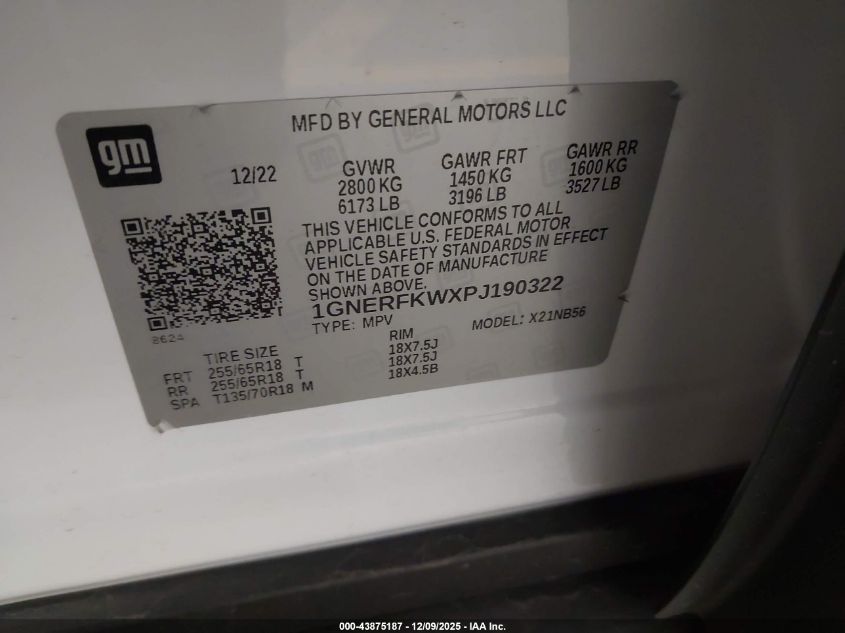 gm
MFD BY GENERAL MOTORS LLC
12/22
GVWR
2800 KG
6173 LB
GAWR FRT
1450 KG
3196 LB
GAWR RR
1600 KG
3527 LB
THIS VEHICLE CONFORMS TO ALL
APPLICABLE U.S. FEDERAL MOTOR
VEHICLE SAFETY STANDARDS IN EFFECT
ON THE DATE OF MANUFACTURE
SHOWN ABOVE.
1GNERFKWXPJ190322
TYPE: MPV MODEL: X21NB56
8624
TIRE SIZE RIM
FRT 255/65R18 T 18X7.5J
RR 255/65R18 T 18X7.5J
SPA T135/70R18 M 18X4.5B
000-43875187 - 12/09/2025 - IAA Inc.